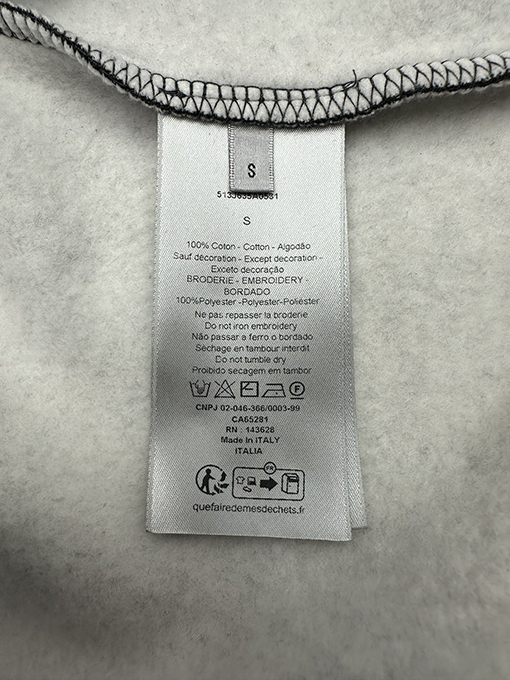 S
5133635A0531
S
100% Coton - Cotton - Algodão
Sauf décoration - Except decoration -
Exceto decoração
BRODERIE - EMBROIDERY -
BORDADO
100%Polyester -Polyester-Poliéster
Ne pas repasser la broderie
Do not iron embroidery
Não passar a ferro o bordado
Séchage en tambour interdit
Do not tumble dry
Proibido secagem em tambor
F
CNPJ 02-046-366/0003-99
CA65281
RN : 143628
Made In ITALY
ITALIA
FR
quefairedemesdechets.fr